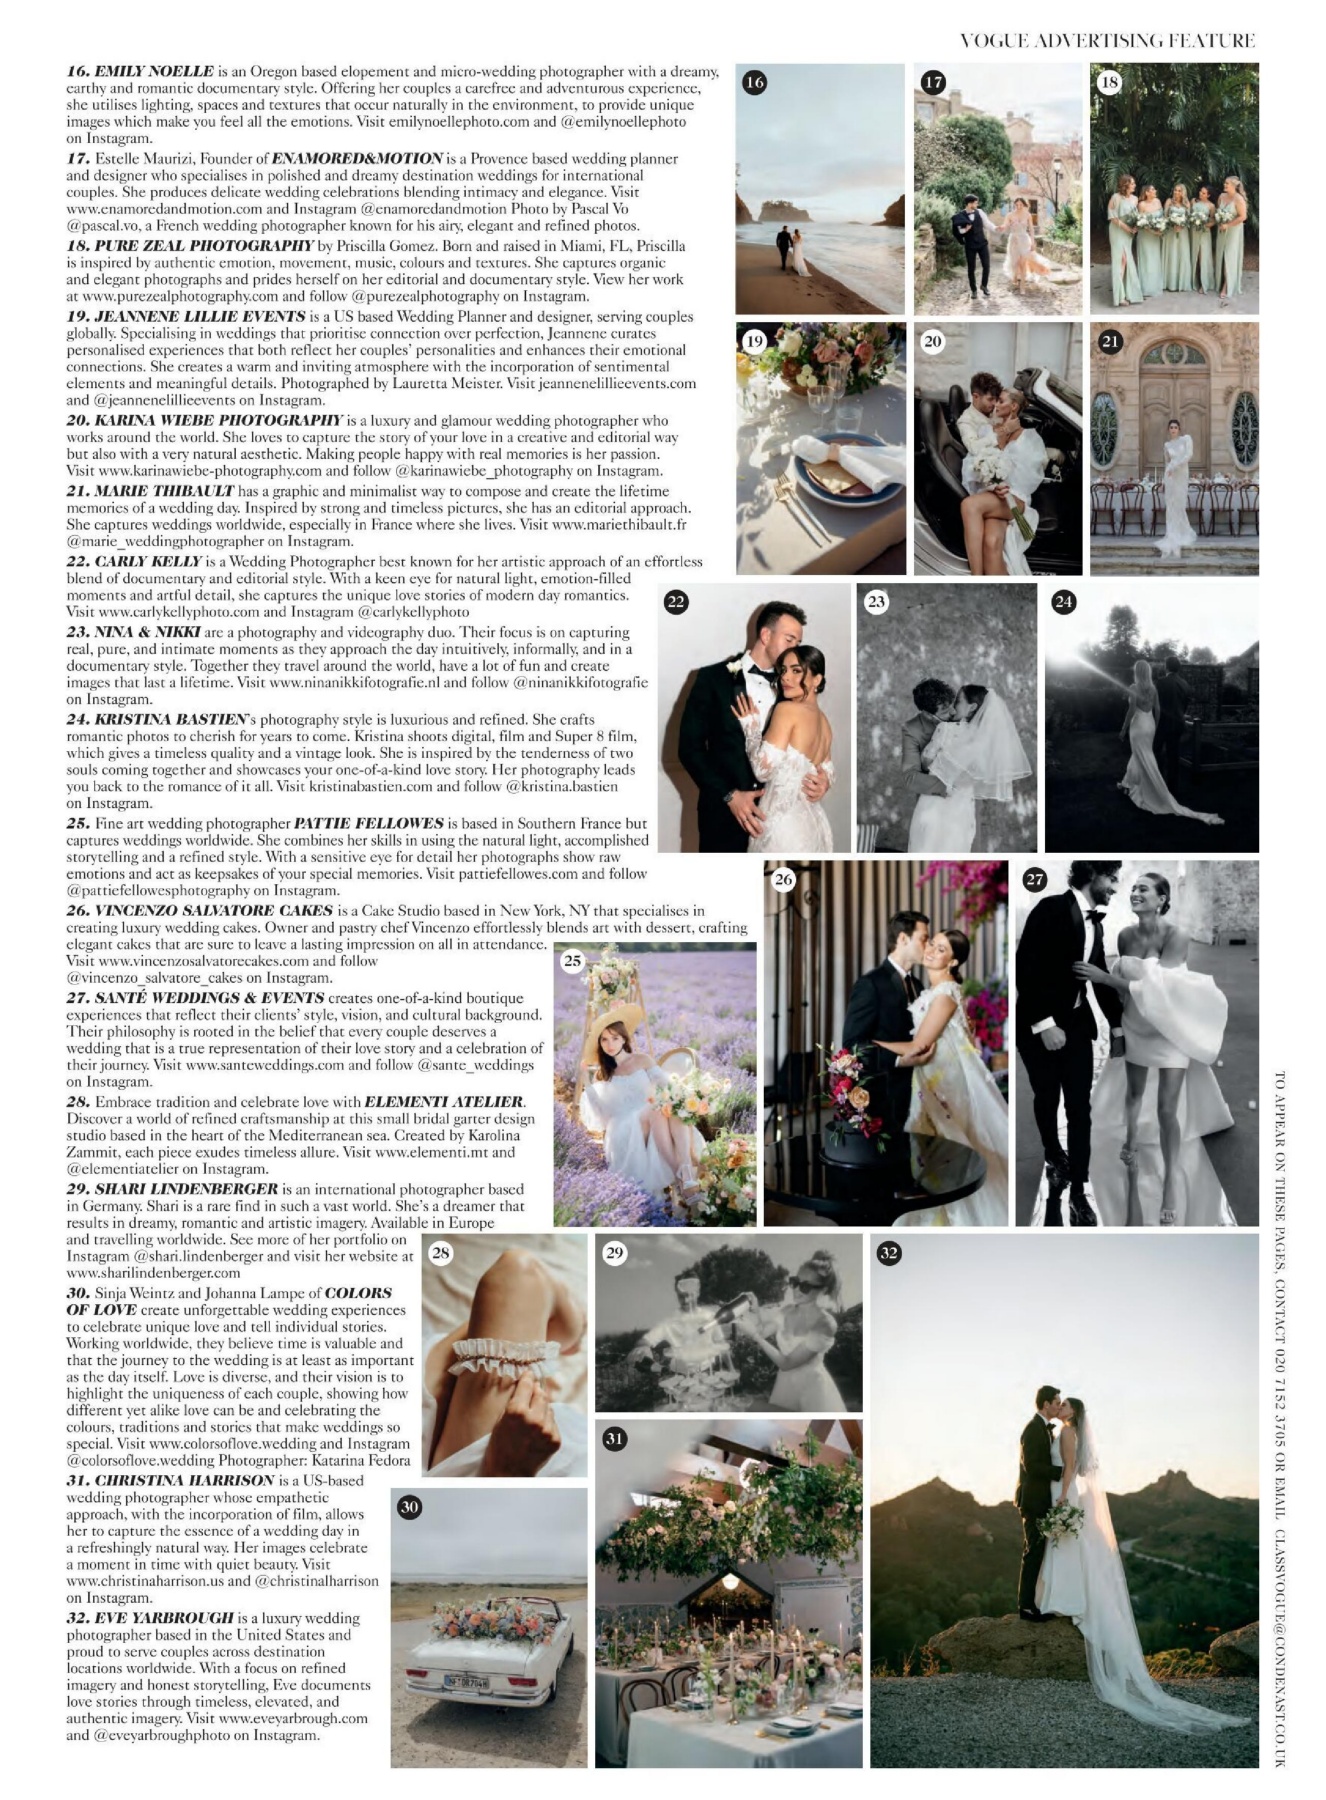 VOGUE ADVERTISING FEATURE
16. EMILY NOELLE is an Oregon based elopement and micro-wedding photographer with a dreamy,
earthy and romantic documentary style. Offering her couples a carefree and adventurous experience,
she utilises lighting, spaces and textures that occur naturally in the environment, to provide unique
images which make you feel all the emotions. Visit emilynoellephoto.com and @emilynoellephoto
on Instagram.
17. Estelle Maurizi, Founder of ENAMORED&MOTION is a Provence based wedding planner
and designer who specialises in polished and dreamy destination weddings for international
couples. She produces delicate wedding celebrations blending intimacy and elegance. Visit
www.enamoredandmotion.com and Instagram @enamoredandmotion Photo by Pascal Vo
@pascal.vo, a French wedding photographer known for his airy, elegant and refined photos.
18. PURE ZEAL PHOTOGRAPHY by Priscilla Gomez. Born and raised in Miami, FL, Priscilla
is inspired by authentic emotion, movement, music, colours and textures. She captures organic
and elegant photographs and prides herself on her editorial and documentary style. View her work
at www.purezealphotography.com and follow @purezealphotography on Instagram.
19. JEANNENE LILLIE EVENTS is a US based Wedding Planner and designer, serving couples
globally. Specialising in weddings that prioritise connection over perfection, Jeannene curates
personalised experiences that both reflect her couples' personalities and enhances their emotional
connections. She creates a warm and inviting atmosphere with the incorporation of sentimental
elements and meaningful details. Photographed by Lauretta Meister. Visit jeannenelillieevents.com
and @jeannenelillieevents on Instagram.
20. KARINA WIEBE PHOTOGRAPHY is a luxury and glamour wedding photographer who
works around the world. She loves to capture the story of your love in a creative and editorial way
but also with a very natural aesthetic. Making people happy with real memories is her passion.
Visit www.karinawiebe-photography.com and follow @karinawiebe_photography on Instagram.
21. MARIE THIBAULT has a graphic and minimalist way to compose and create the lifetime
memories of a wedding day. Inspired by strong and timeless pictures, she has an editorial approach.
She captures weddings worldwide, especially in France where she lives. Visit www.mariethibault.fr
@marie_weddingphotographer on Instagram.
22. CARLY KELLY is a Wedding Photographer best known for her artistic approach of an effortless
blend of documentary and editorial style. With a keen eye for natural light, emotion-filled
moments and artful detail, she captures the unique love stories of modern day romantics.
Visit www.carlykellyphoto.com and Instagram @carlykellyphoto
23. NINA & NIKKI are a photography and videography duo. Their focus is on capturing
real, pure, and intimate moments as they approach the day intuitively, informally, and in a
documentary style. Together they travel around the world, have a lot of fun and create
images that last a lifetime. Visit www.ninanikkifotografie.nl and follow @ninanikkifotografie
on Instagram.
24. KRISTINA BASTIEN's photography style is luxurious and refined. She crafts
romantic photos to cherish for years to come. Kristina shoots digital, film and Super 8 film,
which gives a timeless quality and a vintage look. She is inspired by the tenderness of two
souls coming together and showcases your one-of-a-kind love story. Her photography leads
you back to the romance of it all. Visit kristinabastien.com and follow @kristina.bastien
on Instagram.
25. Fine art wedding photographer PATTIE FELLOWES is based in Southern France but
captures weddings worldwide. She combines her skills in using the natural light, accomplished
storytelling and a refined style. With a sensitive eye for detail her photographs show raw
emotions and act as keepsakes of your special memories. Visit pattiefellowes.com and follow
@pattiefellowesphotography on Instagram.
26. VINCENZO SALVATORE CAKES is a Cake Studio based in New York, NY that specialises in
creating luxury wedding cakes. Owner and pastry chef Vincenzo effortlessly blends art with dessert, crafting
elegant cakes that are sure to leave a lasting impression on all in attendance.
Visit www.vincenzosalvatorecakes.com and follow
@vincenzo_salvatore_cakes on Instagram.
27. SANTÉ WEDDINGS & EVENTS creates one-of-a-kind boutique
experiences that reflect their clients' style, vision, and cultural background.
Their philosophy is rooted in the belief that every couple deserves a
wedding that is a true representation of their love story and a celebration of
their journey. Visit www.santeweddings.com and follow @sante_weddings
on Instagram.
28. Embrace tradition and celebrate love with ELEMENTI ATELIER.
Discover a world of refined craftsmanship at this small bridal garter design
studio based in the heart of the Mediterranean sea. Created by Karolina
Zammit, each piece exudes timeless allure. Visit www.elementi.mt and
@elementiatelier on Instagram.
29. SHARI LINDENBERGER is an international photographer based
in Germany. Shari is a rare find in such a vast world. She's a dreamer that
results in dreamy, romantic and artistic imagery. Available in Europe
and travelling worldwide. See more of her portfolio on
Instagram @shari.lindenberger and visit her website at
www.sharilindenberger.com
30. Sinja Weintz and Johanna Lampe of COLORS
OF LOVE create unforgettable wedding experiences
to celebrate unique love and tell individual stories.
Working worldwide, they believe time is valuable and
that the journey to the wedding is at least as important
as the day itself. Love is diverse, and their vision is to
highlight the uniqueness of each couple, showing how
different yet alike love can be and celebrating the
colours, traditions and stories that make weddings so
special. Visit www.colorsoflove.wedding and Instagram
@colorsoflove.wedding Photographer: Katarina Fedora
31. CHRISTINA HARRISON is a US-based
wedding photographer whose empathetic
approach, with the incorporation of film, allows
her to capture the essence of a wedding day in
a refreshingly natural way. Her images celebrate
a moment in time with quiet beauty. Visit
www.christinaharrison.us and @christinalharrison
on Instagram.
32. EVE YARBROUGH is a luxury wedding
photographer based in the United States and
proud to serve couples across destination
locations worldwide. With a focus on refined
imagery and honest storytelling, Eve documents
love stories through timeless, elevated, and
authentic imagery. Visit www.eveyarbrough.com
and @eveyarbroughphoto on Instagram.
16
17
18
19
20
21
22
23
24
25
26
27
28
29
30
31
32
TO APPEAR ON THESE PAGES, CONTACT 020 7152 3705 OR EMAIL CLASSVOGUE@CONDENAST.CO.UK